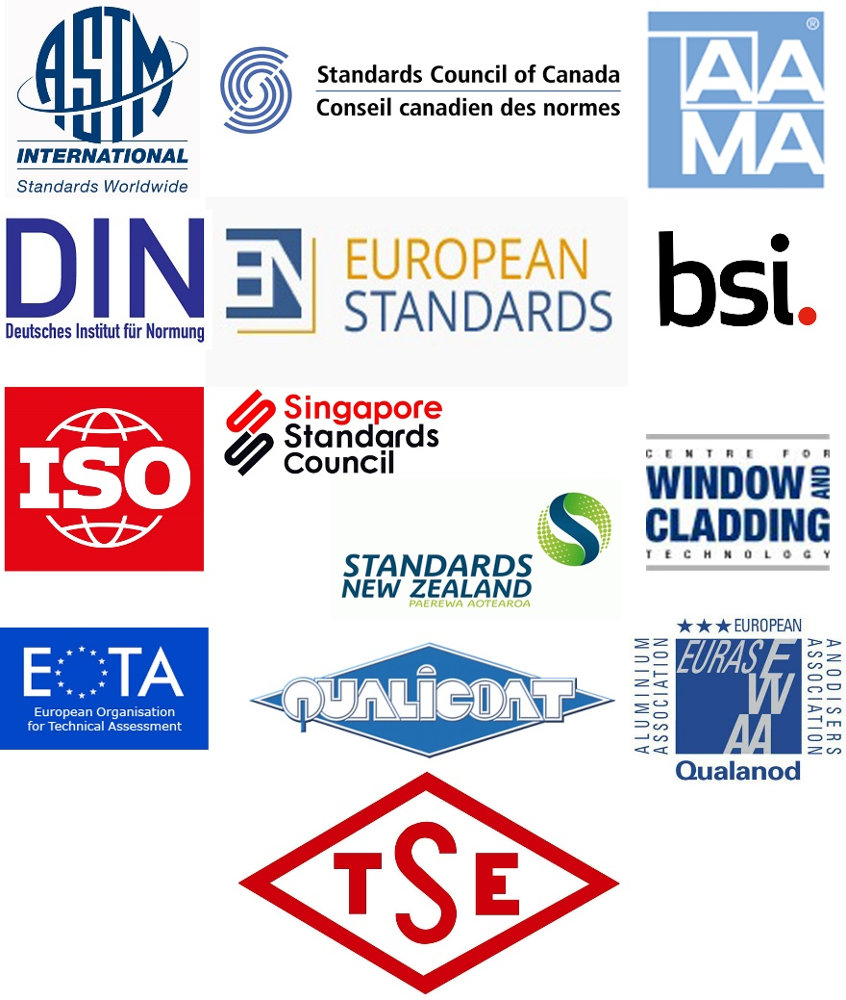 ASTM
INTERNATIONAL
Standards Worldwide
Standards Council of Canada
Conseil canadien des normes
AA
MA
®
DIN
Deutsches Institut für Normung
EN
EUROPEAN
STANDARDS
bsi.
ISO
Singapore
Standards
Council
STANDARDS
NEW ZEALAND
PAEREWA AOTEAROA
CENTRE FOR
WINDOW AND
CLADDING
TECHNOLOGY
EOTA
European Organisation
for Technical Assessment
QUALiCOAT
EUROPEAN
ALUMINIUM
ASSOCIATION
EURAS
EWAA
ANODISERS
ASSOCIATION
Qualanod
TSE